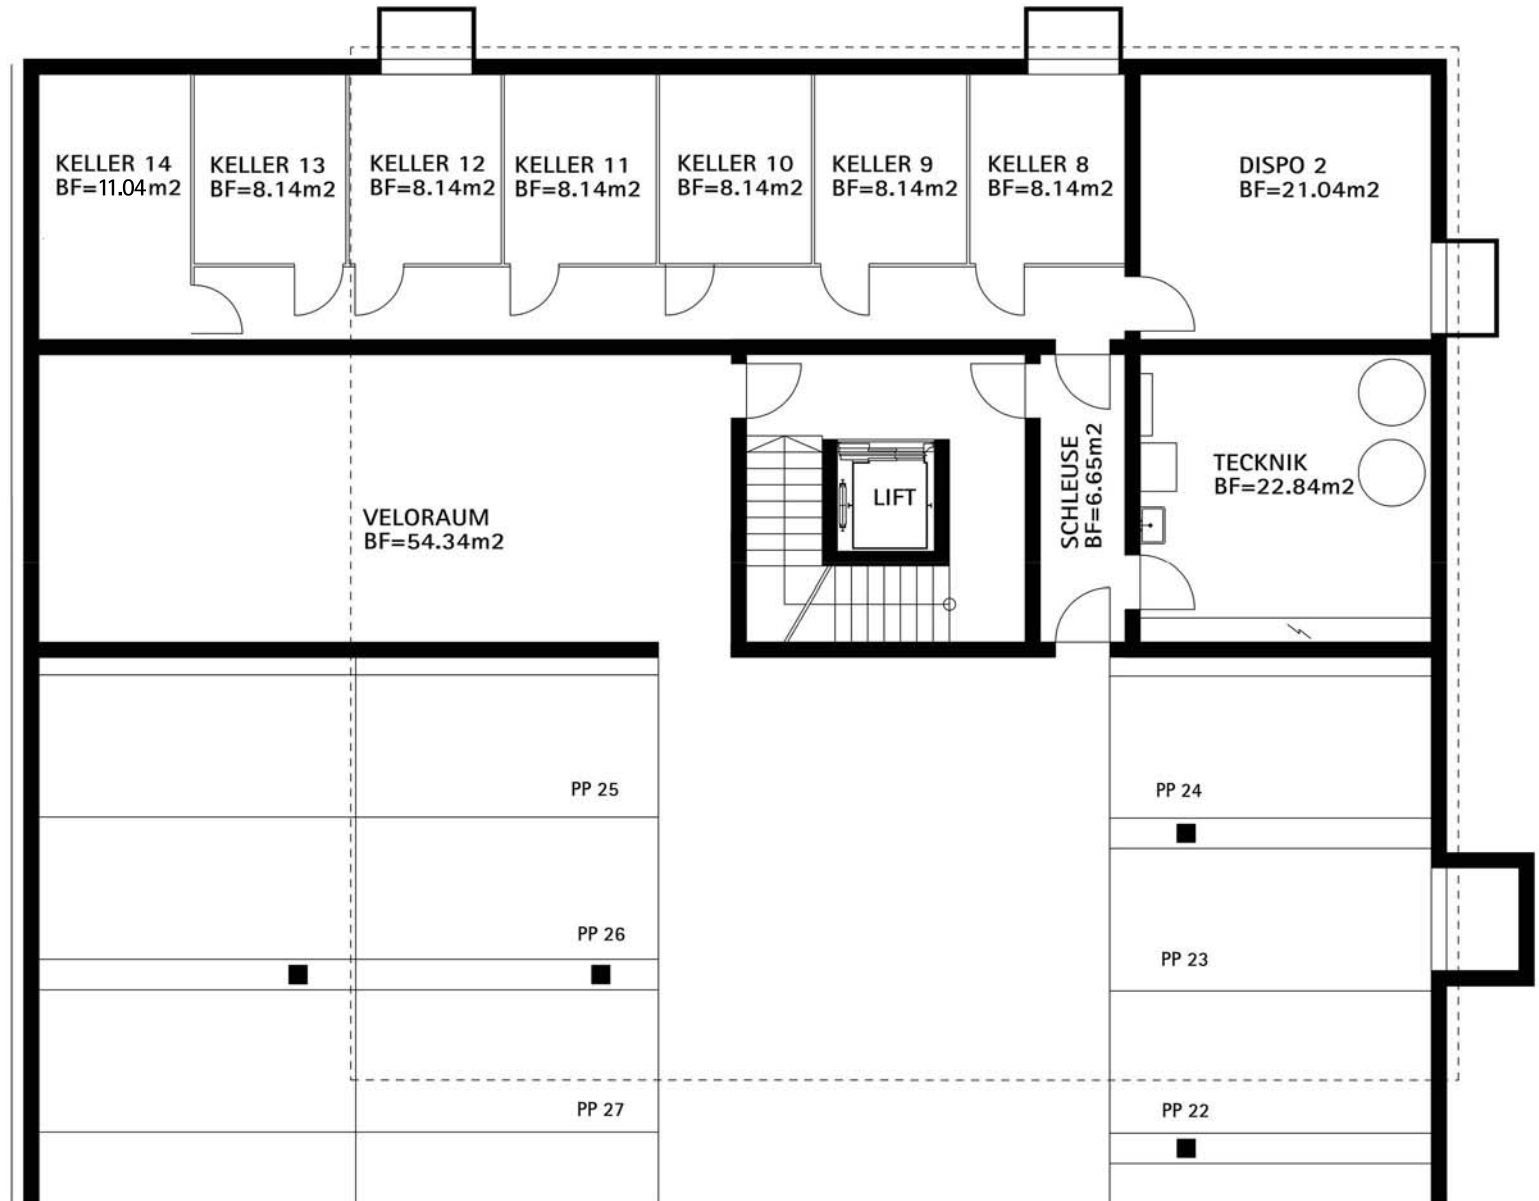 KELLER 14
BF=11.04m2
KELLER 13
BF=8.14m2
KELLER 12
BF=8.14m2
KELLER 11
BF=8.14m2
KELLER 10
BF=8.14m2
KELLER 9
BF=8.14m2
KELLER 8
BF=8.14m2
DISPO 2
BF=21.04m2
VELORAUM
BF=54.34m2
LIFT
SCHLEUSE
BF=6.65m2
TECKNIK
BF=22.84m2
PP 25
PP 24
PP 26
PP 23
PP 27
PP 22